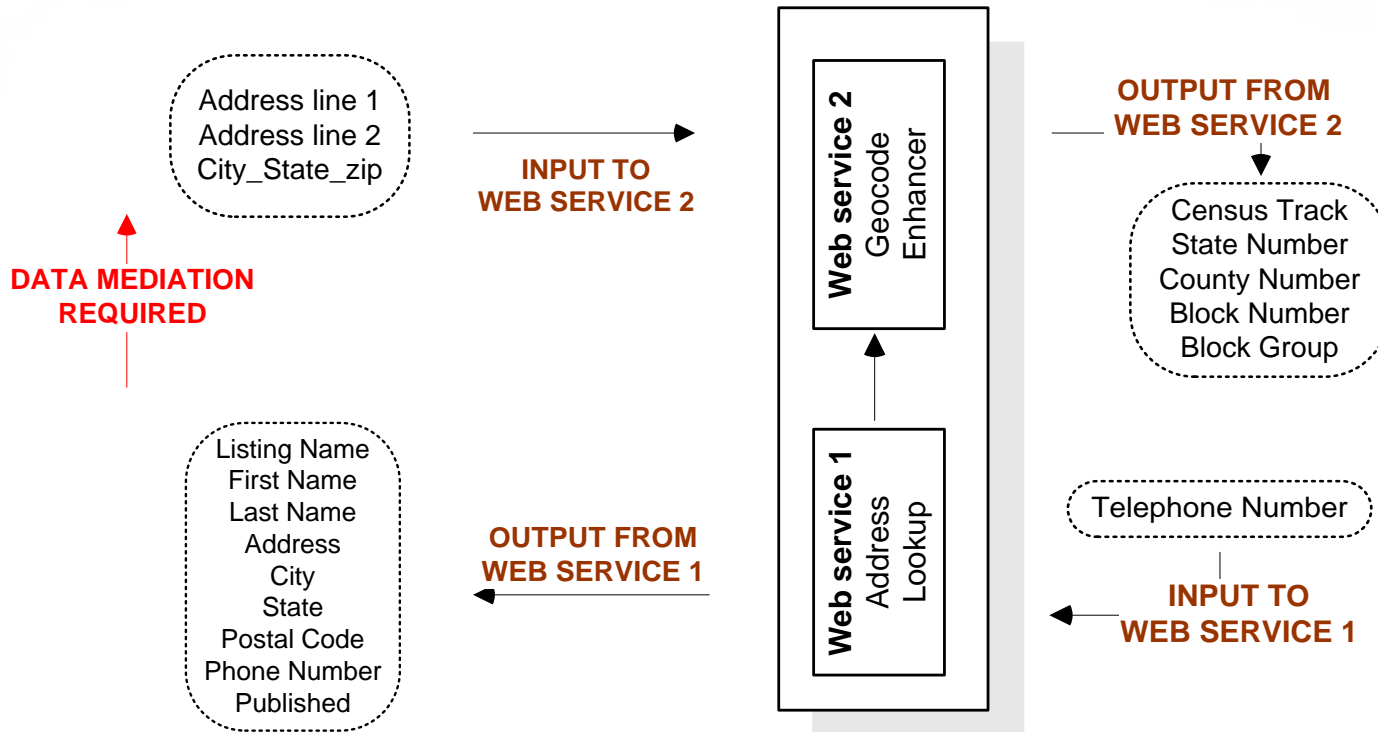 Address line 1
Address line 2
City_State_zip
INPUT TO
WEB SERVICE 2
Web service 2
Geocode
Enhancer
OUTPUT FROM
WEB SERVICE 2
Census Track
State Number
County Number
Block Number
Block Group
DATA MEDIATION
REQUIRED
Listing Name
First Name
Last Name
Address
City
State
Postal Code
Phone Number
Published
OUTPUT FROM
WEB SERVICE 1
Web service 1
Address
Lookup
Telephone Number
INPUT TO
WEB SERVICE 1